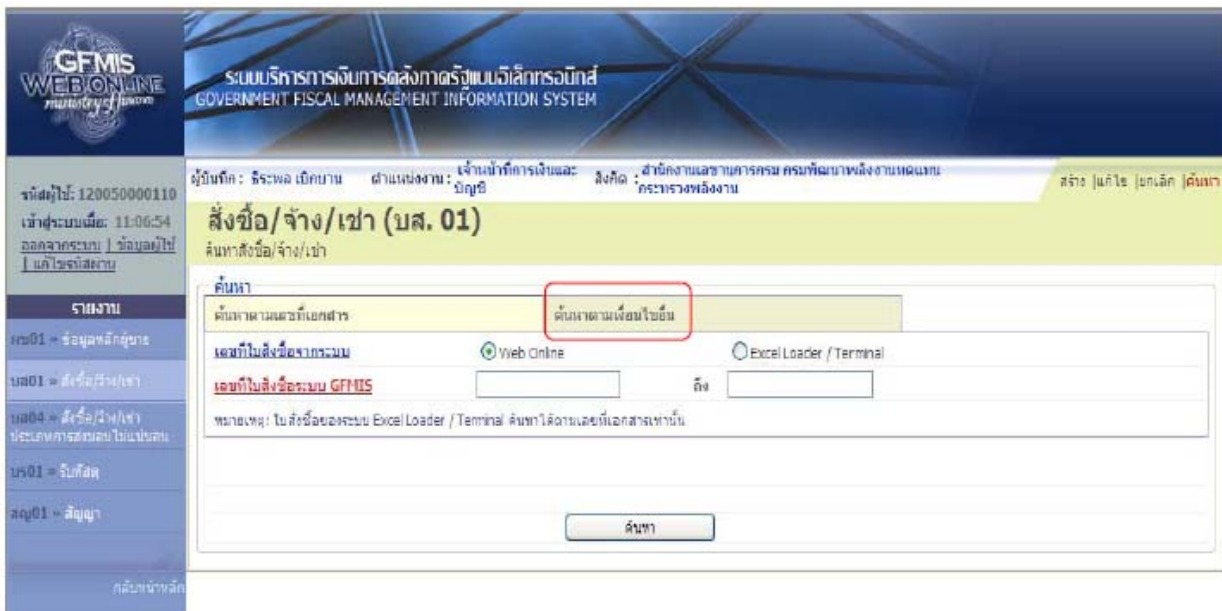 GFMIS
WEB ONLINE
ministry of finance
ระบบบริหารการเงินการคลังภาครัฐแบบอิเล็กทรอนิกส์
GOVERNMENT FISCAL MANAGEMENT INFORMATION SYSTEM
รหัสผู้ใช้: 120050000110
เข้าสู่ระบบเมื่อ: 11:06:54
ออกจากระบบ | ข้อมูลผู้ใช้
| แก้ไขรหัสผ่าน
ผู้บันทึก : ธีระพล เบิกบาน ตำแหน่งงาน : เจ้าหน้าที่การเงินและบัญชี สังกัด : สำนักงานเลขานุการกรม กรมพัฒนาพลังงานทดแทน กระทรวงพลังงาน
สร้าง |แก้ไข |ยกเลิก |ค้นหา
สั่งซื้อ/จ้าง/เช่า (บส. 01)
ค้นหาสั่งซื้อ/จ้าง/เช่า
รายงาน
ผข01 » ข้อมูลหลักผู้ขาย
บส01 » สั่งซื้อ/จ้าง/เช่า
บส04 » สั่งซื้อ/จ้าง/เช่า
ประเภทการส่งมอบไม่แน่นอน
บร01 » รับพัสดุ
สญ01 » สัญญา
กลับหน้าหลัก
ค้นหา
ค้นหาตามเลขที่เอกสาร ค้นหาตามเงื่อนไขอื่น
เลขที่ใบสั่งซื้อจากระบบ Web Online Excel Loader / Terminal
เลขที่ใบสั่งซื้อระบบ GFMIS ถึง
หมายเหตุ: ใบสั่งซื้อของระบบ Excel Loader / Terminal ค้นหาได้ตามเลขที่เอกสารเท่านั้น
ค้นหา